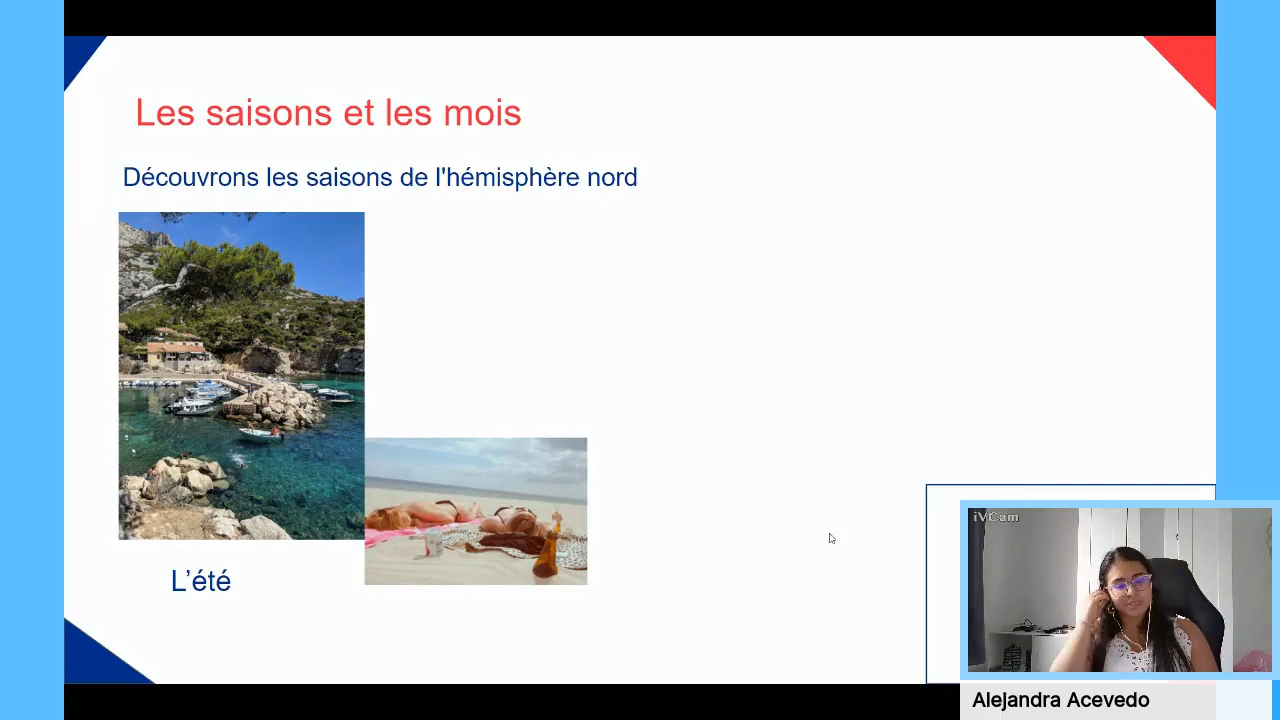 Les saisons et les mois
Découvrons les saisons de l'hémisphère nord
L’été
iVCam
Alejandra Acevedo